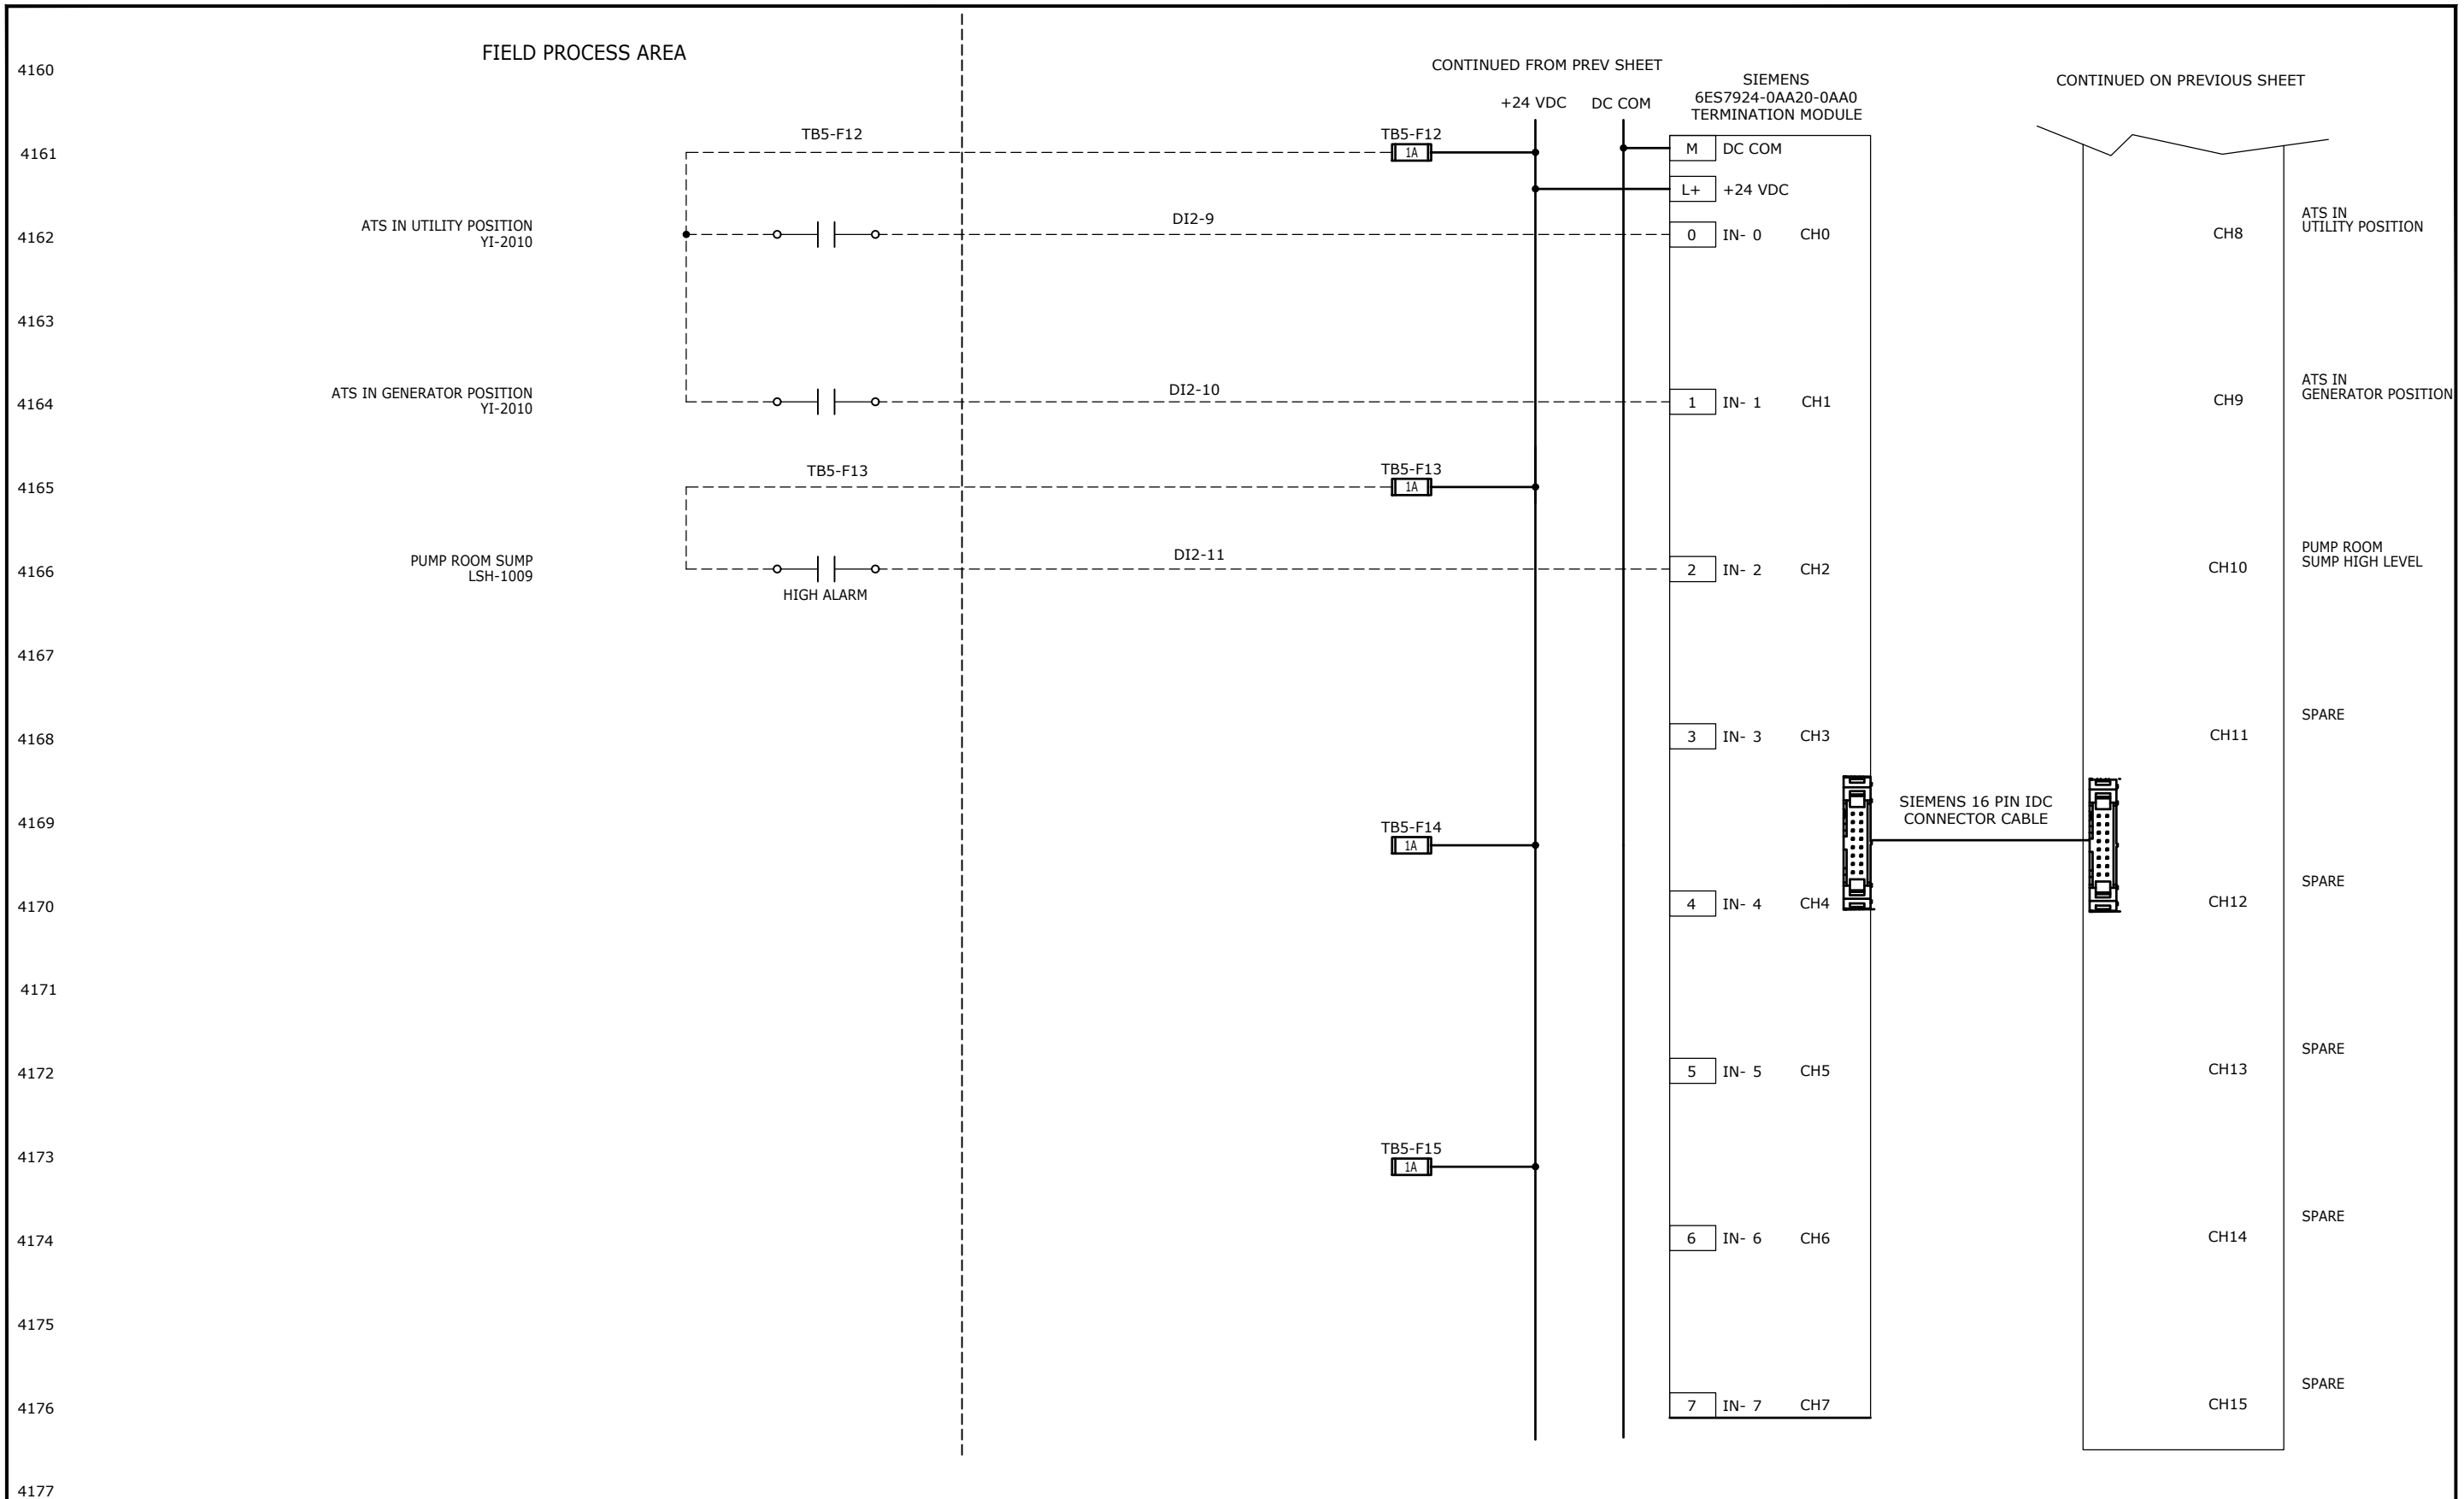 FIELD PROCESS AREA
4160
CONTINUED FROM PREV SHEET
SIEMENS
6ES7924-0AA20-0AA0
TERMINATION MODULE
CONTINUED ON PREVIOUS SHEET
+24 VDC
DC COM
4161
TB5-F12
TB5-F12
1A
M
DC COM
L+
+24 VDC
4162
ATS IN UTILITY POSITION
YI-2010
DI2-9
0
IN- 0
CH0
CH8
ATS IN
UTILITY POSITION
4163
4164
ATS IN GENERATOR POSITION
YI-2010
DI2-10
1
IN- 1
CH1
CH9
ATS IN
GENERATOR POSITION
4165
TB5-F13
TB5-F13
1A
4166
PUMP ROOM SUMP
LSH-1009
HIGH ALARM
DI2-11
2
IN- 2
CH2
CH10
PUMP ROOM
SUMP HIGH LEVEL
4167
4168
3
IN- 3
CH3
CH11
SPARE
4169
TB5-F14
1A
SIEMENS 16 PIN IDC
CONNECTOR CABLE
4170
4
IN- 4
CH4
CH12
SPARE
4171
4172
5
IN- 5
CH5
CH13
SPARE
4173
TB5-F15
1A
4174
6
IN- 6
CH6
CH14
SPARE
4175
4176
7
IN- 7
CH7
CH15
SPARE
4177